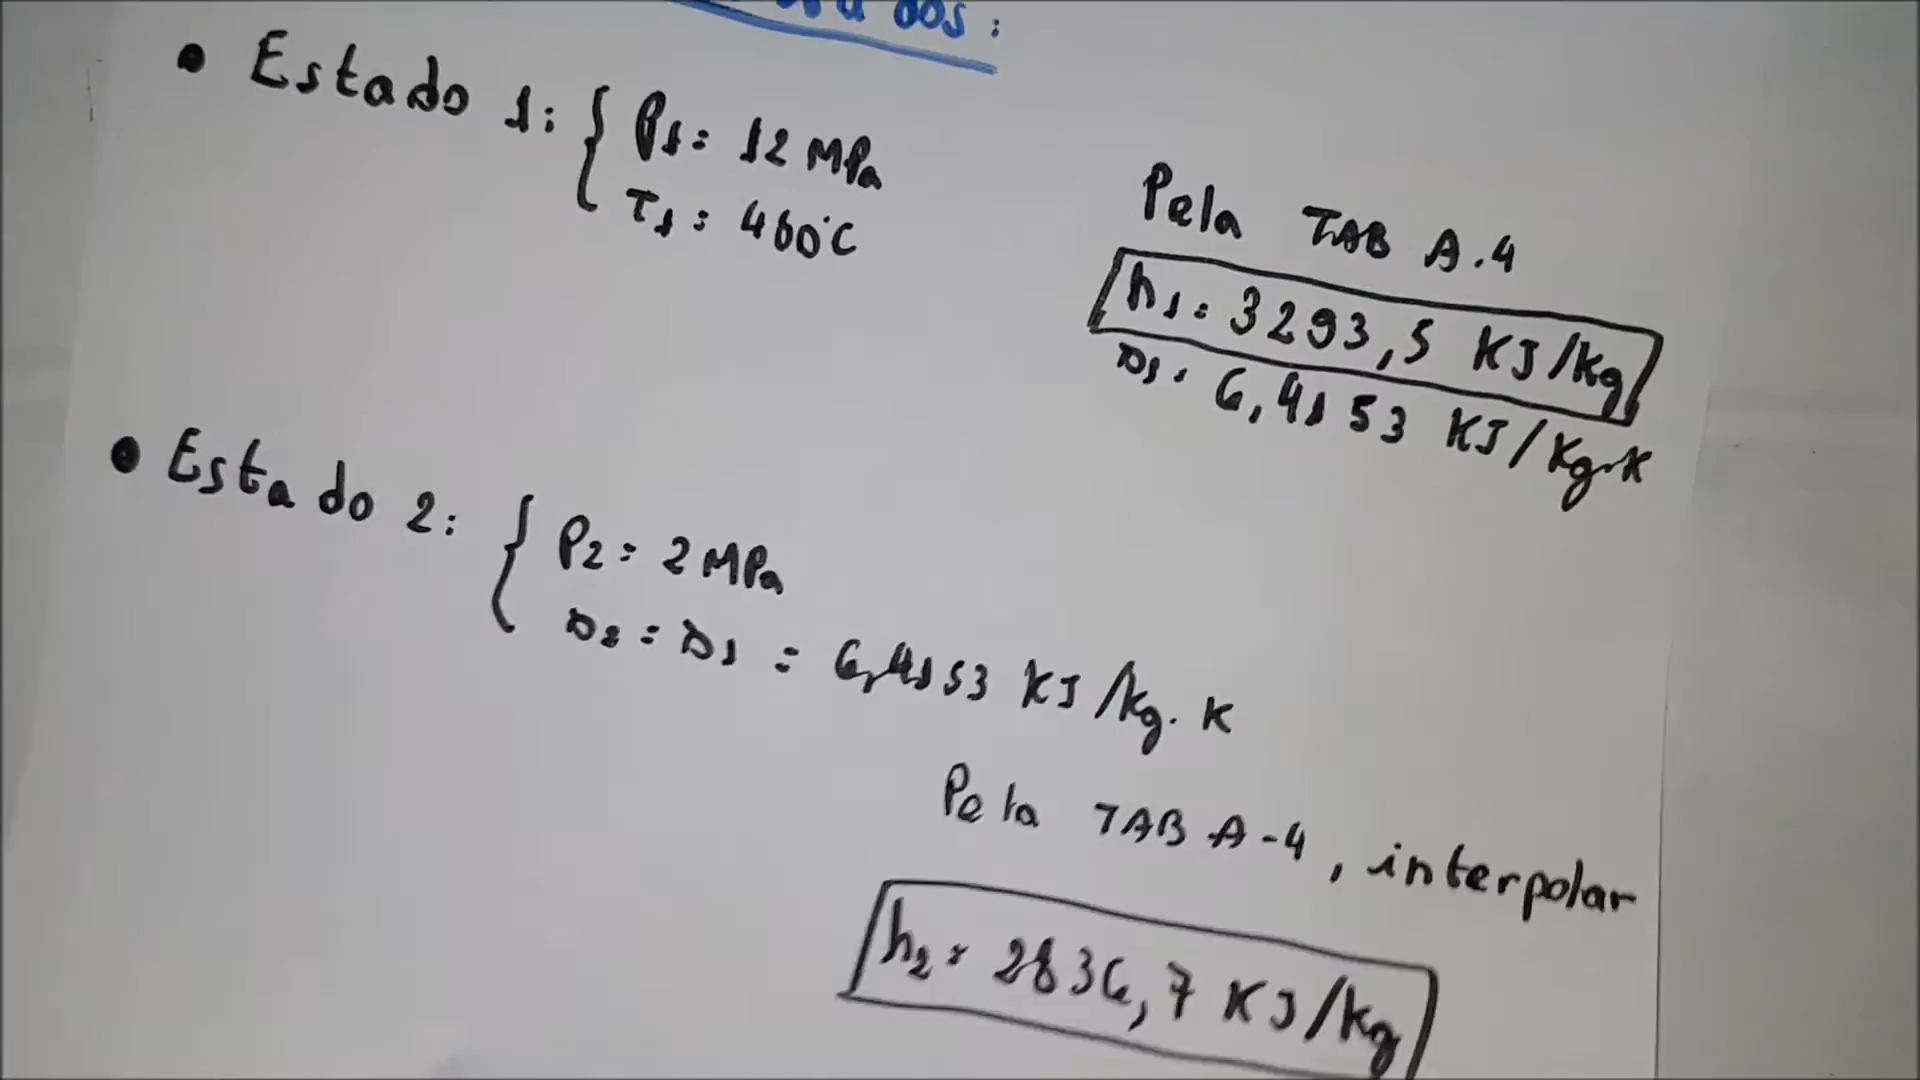 dos:
• Estado 1: { P1 = 12 MPa
T1 = 460°C
Pela TAB A.4
h1 = 3293,5 KJ/kg
s1 = 6,4153 KJ/kg.K
• Estado 2: { P2 = 2 MPa
s2 = s1 = 6,4153 KJ/kg.K
Pela TAB A-4, interpolar
h2 = 2836,7 KJ/kg